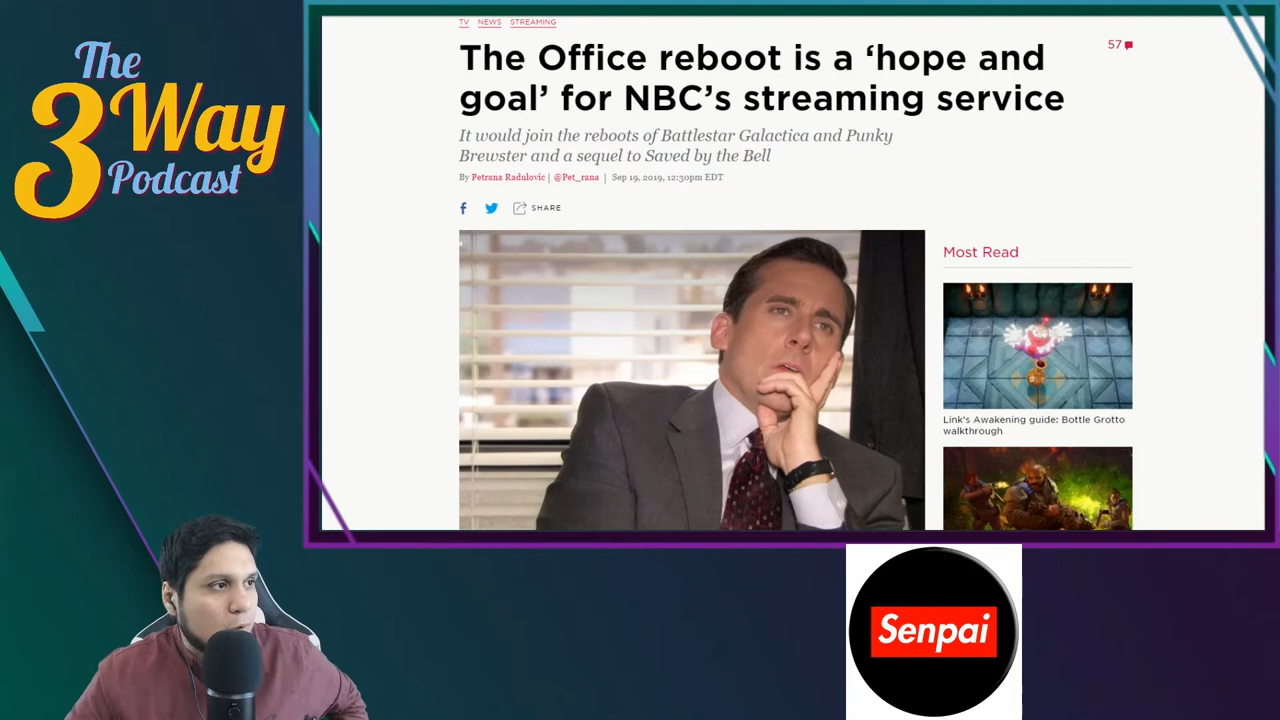 The
3Way
Podcast
TV NEWS STREAMING
The Office reboot is a ‘hope and
goal’ for NBC’s streaming service
57
It would join the reboots of Battlestar Galactica and Punky
Brewster and a sequel to Saved by the Bell
By Petrana Radulovic | @Pet_rana | Sep 19, 2019, 12:30pm EDT
SHARE
Most Read
Link's Awakening guide: Bottle Grotto
walkthrough
Senpai